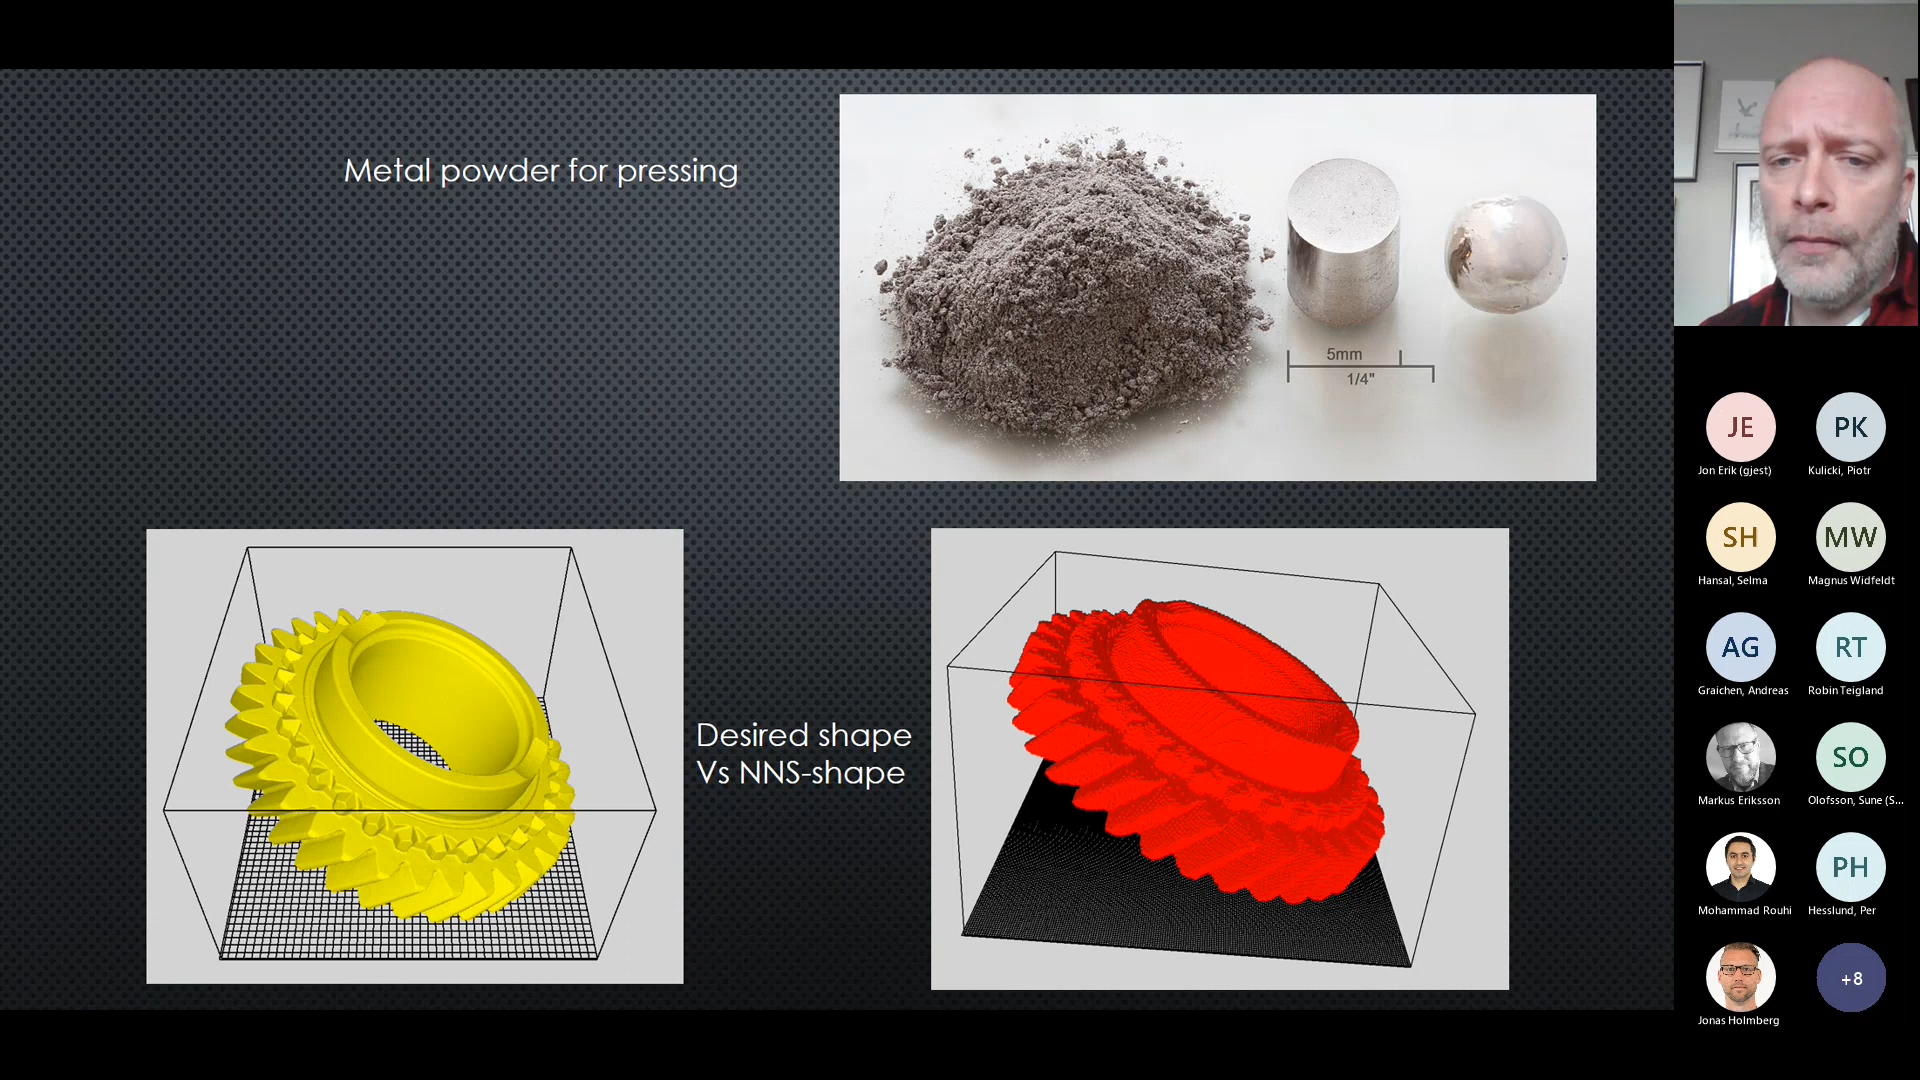 Metal powder for pressing
5mm
1/4"
Desired shape
Vs NNS-shape
JE
PK
Jon Erik (gjest)
Kulicki, Piotr
SH
MW
Hansal, Selma
Magnus Widfeldt
AG
RT
Graichen, Andreas
Robin Teigland
SO
Markus Eriksson
Olofsson, Sune (S...
PH
Mohammad Rouhi
Hesslund, Per
+8
Jonas Holmberg